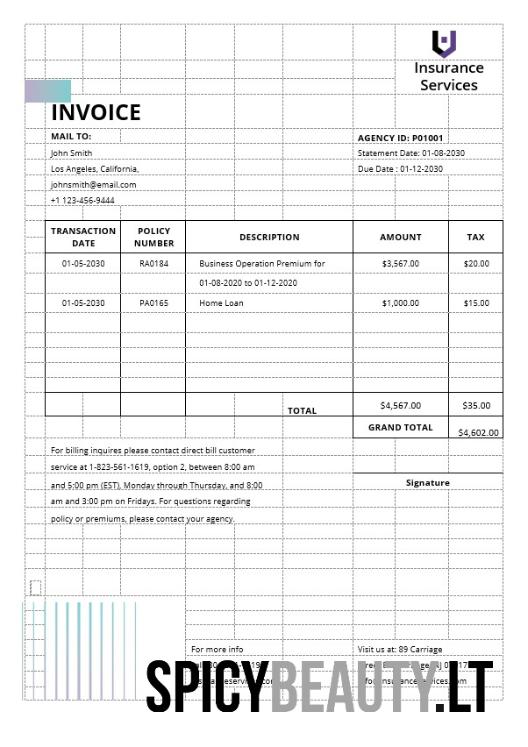 Insurance
Services
INVOICE
MAIL TO:
John Smith
Los Angeles, California,
johnsmith@email.com
+1 123-456-9444
AGENCY ID: P01001
Statement Date: 01-08-2030
Due Date : 01-12-2030
TRANSACTION DATE POLICY NUMBER DESCRIPTION AMOUNT TAX
01-05-2030 RA0184 Business Operation Premium for $3,567.00 $20.00
01-08-2020 to 01-12-2020
01-05-2030 PA0165 Home Loan $1,000.00 $15.00
TOTAL $4,567.00 $35.00
GRAND TOTAL $4,602.00
For billing inquires please contact direct bill customer
service at 1-823-561-1619, option 2, between 8:00 am
and 5:00 pm (EST), Monday through Thursday, and 8:00
am and 3:00 pm on Fridays. For questions regarding
policy or premiums, please contact your agency.
Signature
For more info
Visit us at: 89 Carriage
SPICYBEAUTY.LT